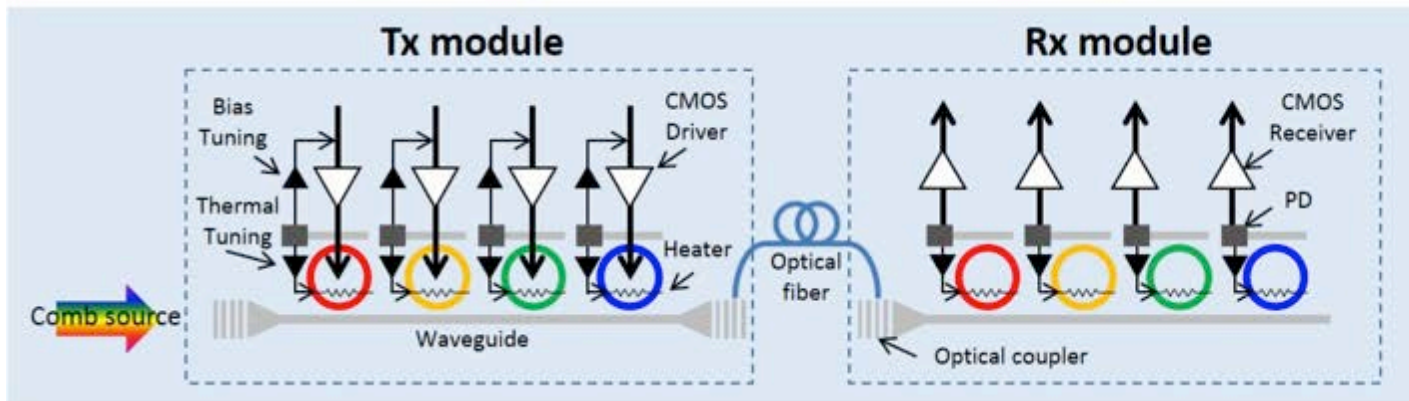 Tx module
Rx module
Bias
Tuning
CMOS
Driver
CMOS
Receiver
Thermal
Tuning
PD
Heater
Optical
fiber
Comb source
Waveguide
Optical coupler